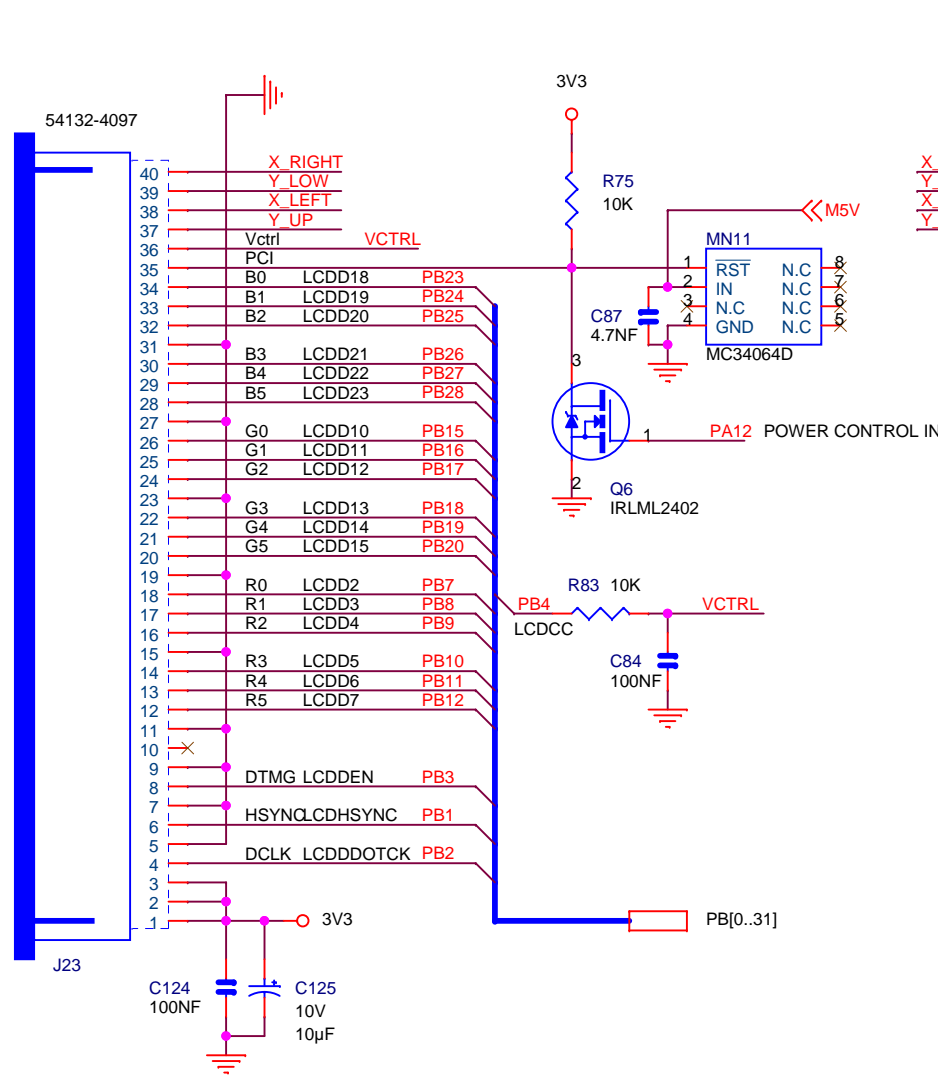 3V3
54132-4097
40 X_RIGHT
39 Y_LOW
38 X_LEFT
37 Y_UP
36 Vctrl VCTRL
35 PCI
34 B0 LCDD18 PB23
33 B1 LCDD19 PB24
32 B2 LCDD20 PB25
31
30 B3 LCDD21 PB26
29 B4 LCDD22 PB27
28 B5 LCDD23 PB28
27
26 G0 LCDD10 PB15
25 G1 LCDD11 PB16
24 G2 LCDD12 PB17
23
22 G3 LCDD13 PB18
21 G4 LCDD14 PB19
20 G5 LCDD15 PB20
19
18 R0 LCDD2 PB7
17 R1 LCDD3 PB8
16 R2 LCDD4 PB9
15
14 R3 LCDD5 PB10
13 R4 LCDD6 PB11
12 R5 LCDD7 PB12
11
10
9
8 DTMG LCDDEN PB3
7
6 HSYNC LCDHSYNC PB1
5
4 DCLK LCDDDOTCK PB2
3
2
1 3V3
J23
C124
100NF
C125
10V
10µF
R75
10K
M5V
MN11
1 RST N.C 8
2 IN N.C 7
3 N.C N.C 6
4 GND N.C 5
MC34064D
C87
4.7NF
3
1 PA12 POWER CONTROL IN
2
Q6
IRLML2402
R83 10K
PB4
LCDCC
VCTRL
C84
100NF
PB[0..31]
X_
Y_
X_
Y_